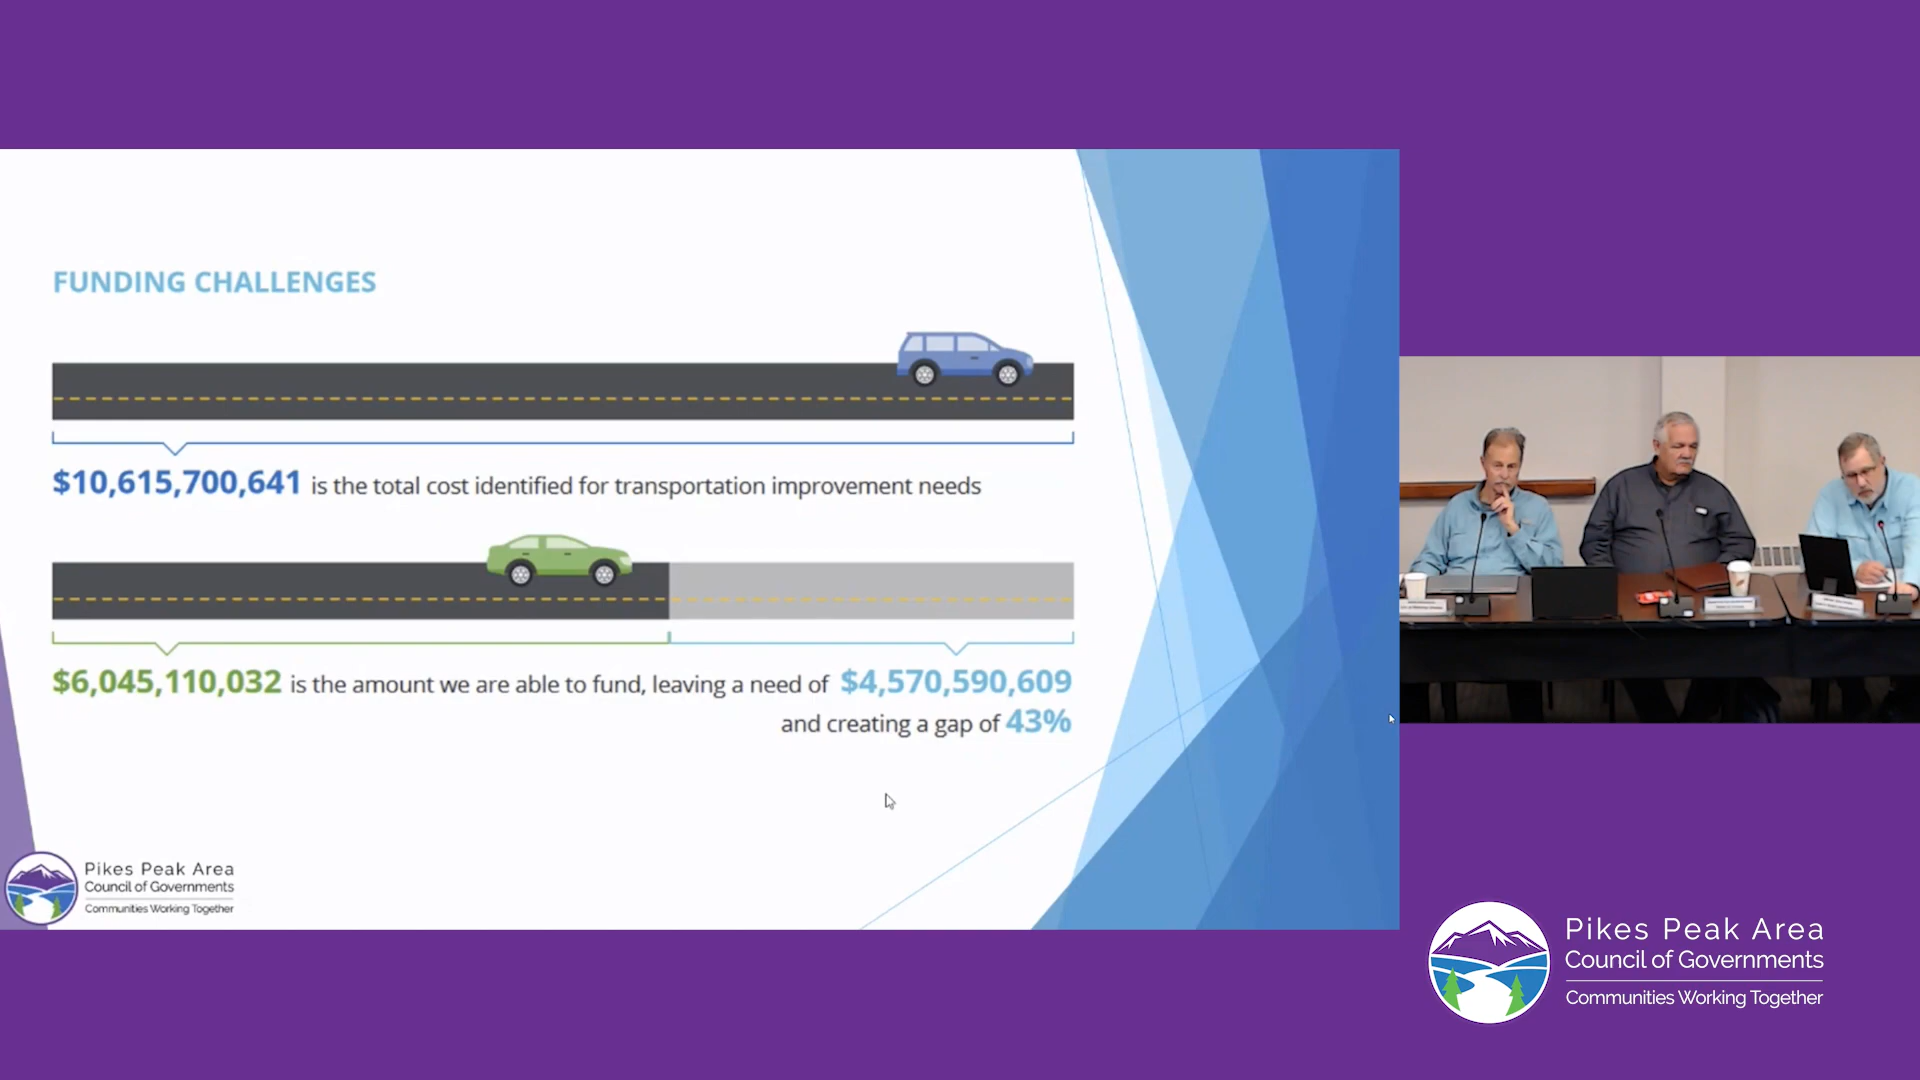 FUNDING CHALLENGES
$10,615,700,641 is the total cost identified for transportation improvement needs
$6,045,110,032 is the amount we are able to fund, leaving a need of $4,570,590,609
and creating a gap of 43%
Pikes Peak Area
Council of Governments
Communities Working Together
Pikes Peak Area
Council of Governments
Communities Working Together